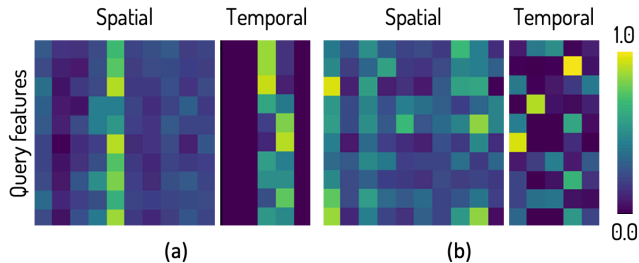 Spatial Temporal Spatial Temporal
Query features
1.0
0.0
(a) (b)